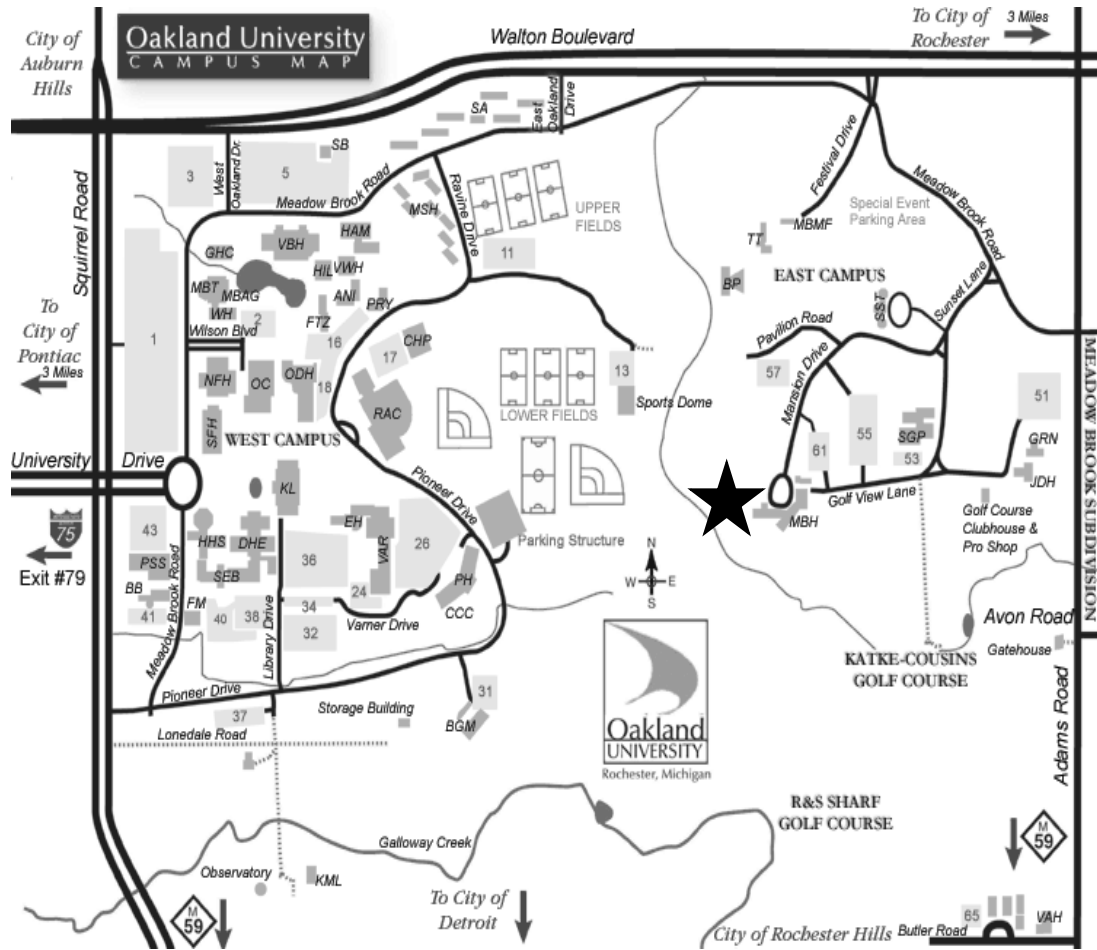 To City of
Rochester
3 Miles
City of
Auburn
Hills
Oakland University
CAMPUS MAP
Walton Boulevard
SA
East
Oakland
Drive
SB
3
West
Oakland Dr.
5
Meadow Brook Road
MSH
Ravine Drive
UPPER
FIELDS
11
Festival Drive
Meadow Brook Road
Special Event
Parking Area
MBMF
TT
EAST CAMPUS
BP
SST
Sunset Lane
Squirrel Road
GHC
VBH
HAM
HIL
VWH
MBT
MBAG
ANI
PRY
WH
2
FTZ
Wilson Blvd
16
To
City of
Pontiac
3 Miles
1
17
CHP
NFH
OC
ODH
18
RAC
SFH
WEST CAMPUS
LOWER FIELDS
13
Sports Dome
Pavilion Road
57
Mansion Drive
61
55
SGP
53
51
GRN
JDH
MEADOW BROOK SUBDIVISION
University Drive
KL
Pioneer Drive
Golf View Lane
MBH
Golf Course
Clubhouse &
Pro Shop
INTERSTATE
75
Exit #79
43
HHS
DHE
EH
VAR
26
36
Parking Structure
PSS
SEB
BB
FM
41
40
38
24
34
32
PH
CCC
Varner Drive
Meadow Brook Road
Library Drive
N
W
E
S
Avon Road
Gatehouse
KATKE-COUSINS
GOLF COURSE
Pioneer Drive
37
Lonedale Road
Storage Building
31
BGM
Oakland
UNIVERSITY
Rochester, Michigan
Adams Road
R&S SHARF
GOLF COURSE
Galloway Creek
Observatory
KML
M
59
To City of
Detroit
M
59
City of Rochester Hills
Butler Road
65
VAH